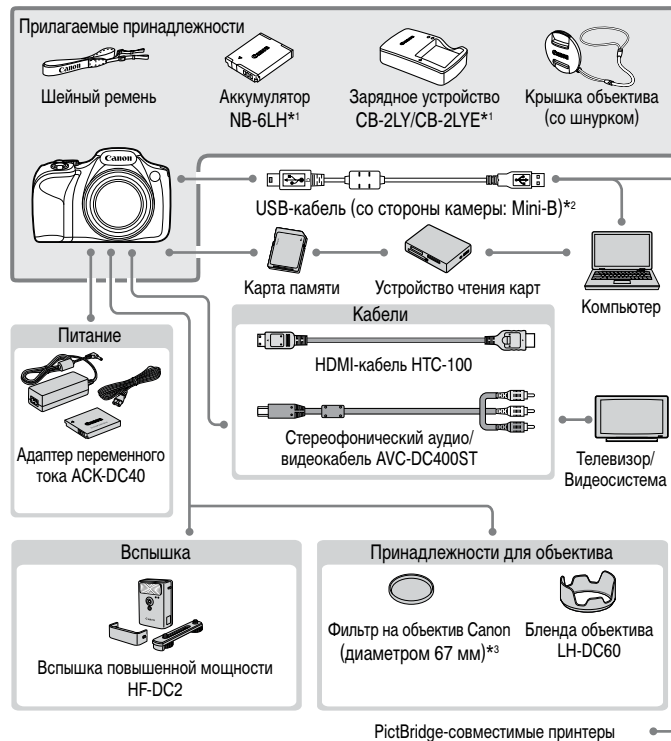 Прилагаемые принадлежности
Canon
Шейный ремень
Аккумулятор
NB-6LH*1
Зарядное устройство
CB-2LY/CB-2LYE*1
Крышка объектива
(со шнурком)
Canon
USB-кабель (со стороны камеры: Mini-B)*2
Карта памяти
Устройство чтения карт
Компьютер
Питание
Адаптер переменного
тока ACK-DC40
Кабели
HDMI-кабель HTC-100
Стереофонический аудио/
видеокабель AVC-DC400ST
Телевизор/
Видеосистема
Вспышка
Вспышка повышенной мощности
HF-DC2
Принадлежности для объектива
Фильтр на объектив Canon
(диаметром 67 мм)*3
Бленда объектива
LH-DC60
PictBridge-совместимые принтеры